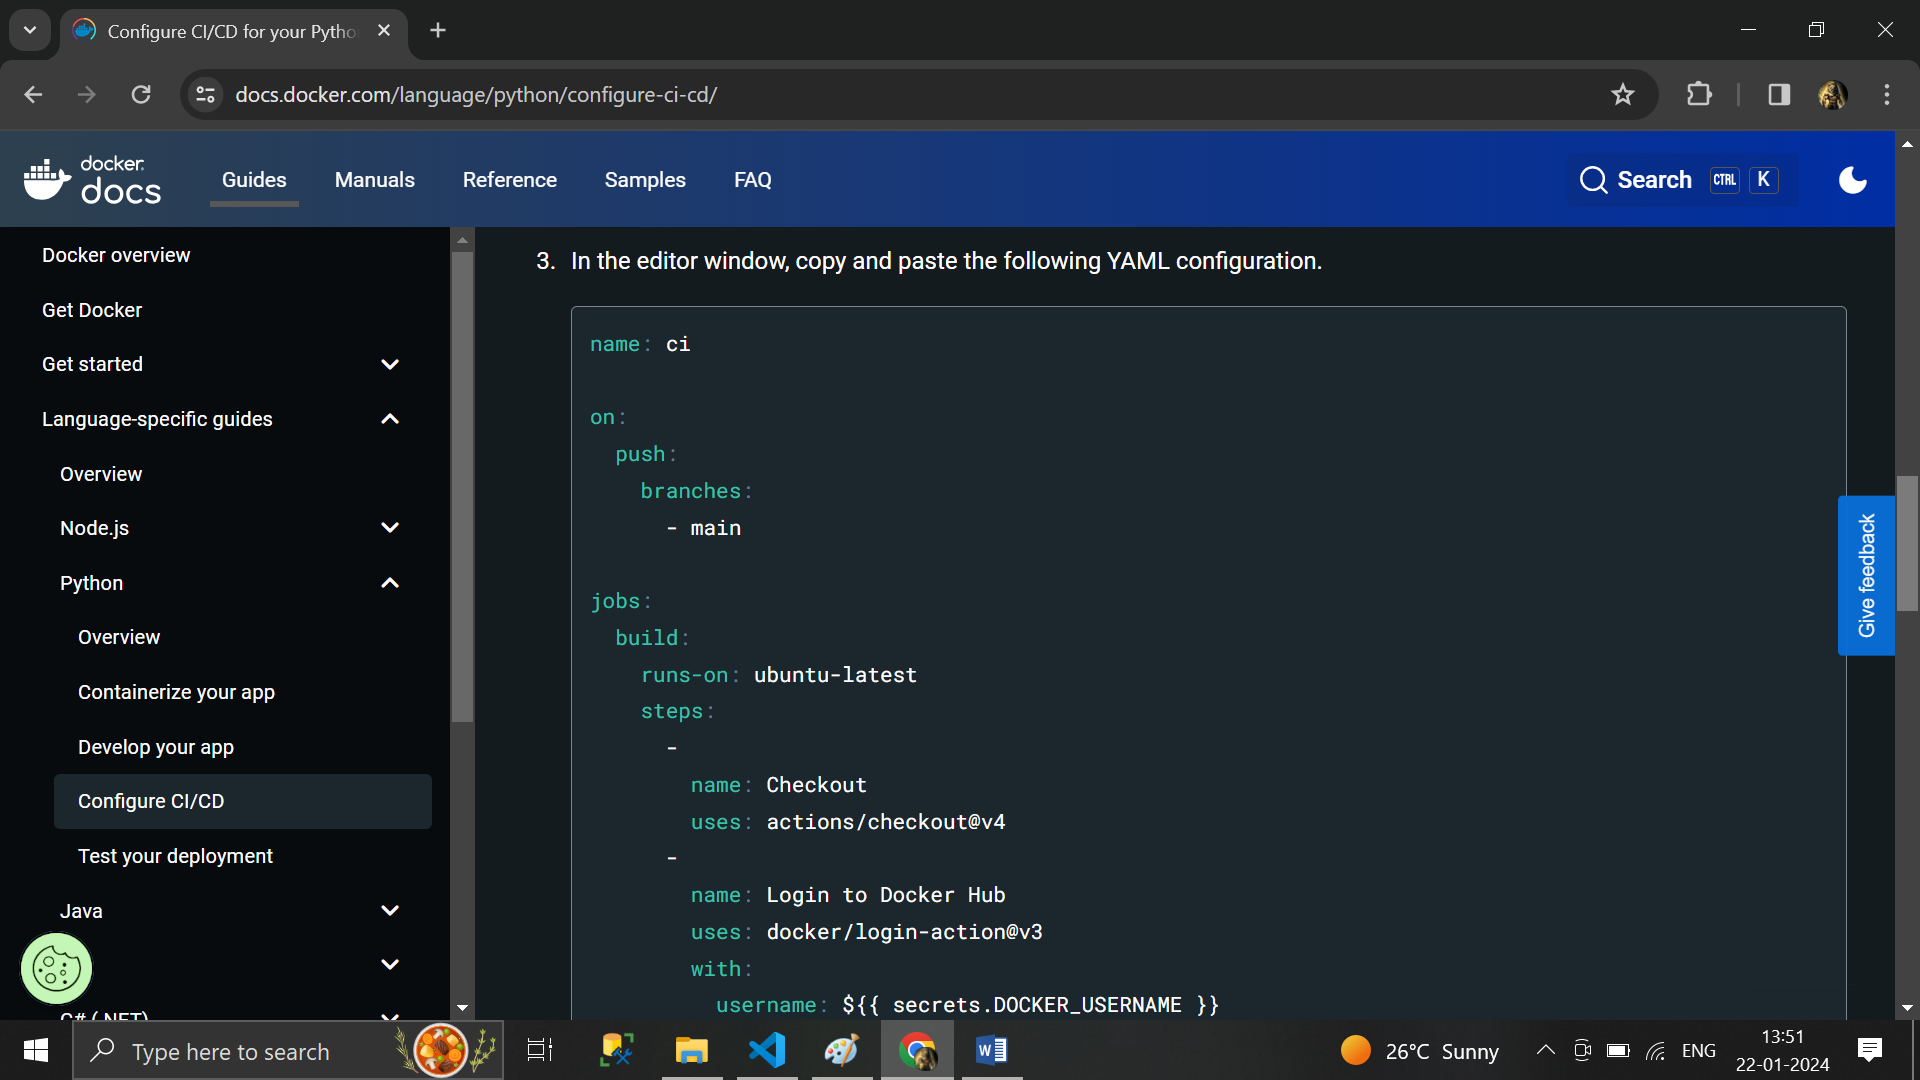 Configure CI/CD for your Pytho
docs.docker.com/language/python/configure-ci-cd/
docker
docs
Guides
Manuals
Reference
Samples
FAQ
Search
CTRL
K
Docker overview
Get Docker
Get started
Language-specific guides
Overview
Node.js
Python
Overview
Containerize your app
Develop your app
Configure CI/CD
Test your deployment
Java
C# (.NET)
3. In the editor window, copy and paste the following YAML configuration.
name: ci
on:
push:
branches:
- main
jobs:
build:
runs-on: ubuntu-latest
steps:
-
name: Checkout
uses: actions/checkout@v4
-
name: Login to Docker Hub
uses: docker/login-action@v3
with:
username: ${{ secrets.DOCKER_USERNAME }}
Give feedback
Type here to search
W
26°C Sunny
ENG
13:51
22-01-2024